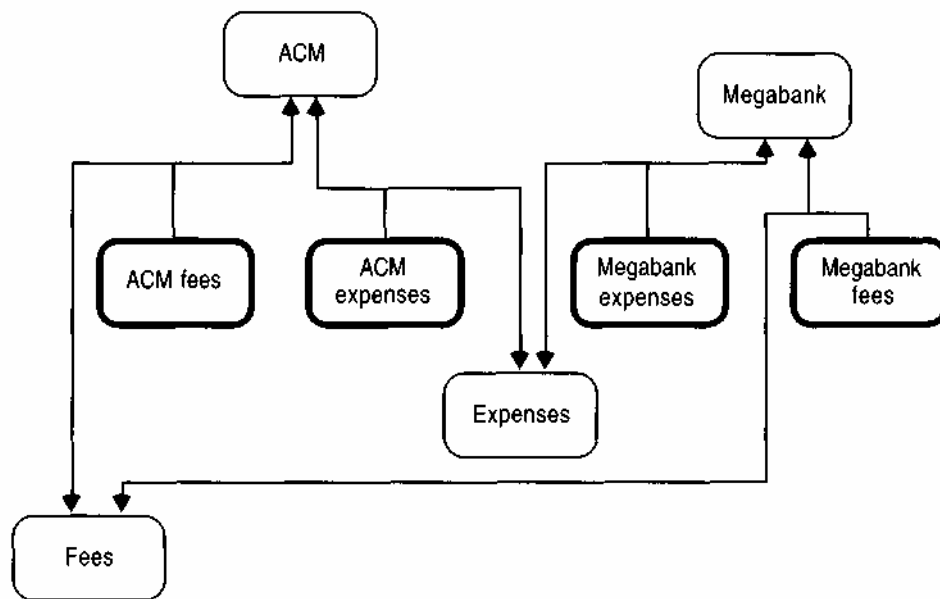 ACM
Megabank
ACM fees
ACM
expenses
Megabank
expenses
Megabank
fees
Expenses
Fees